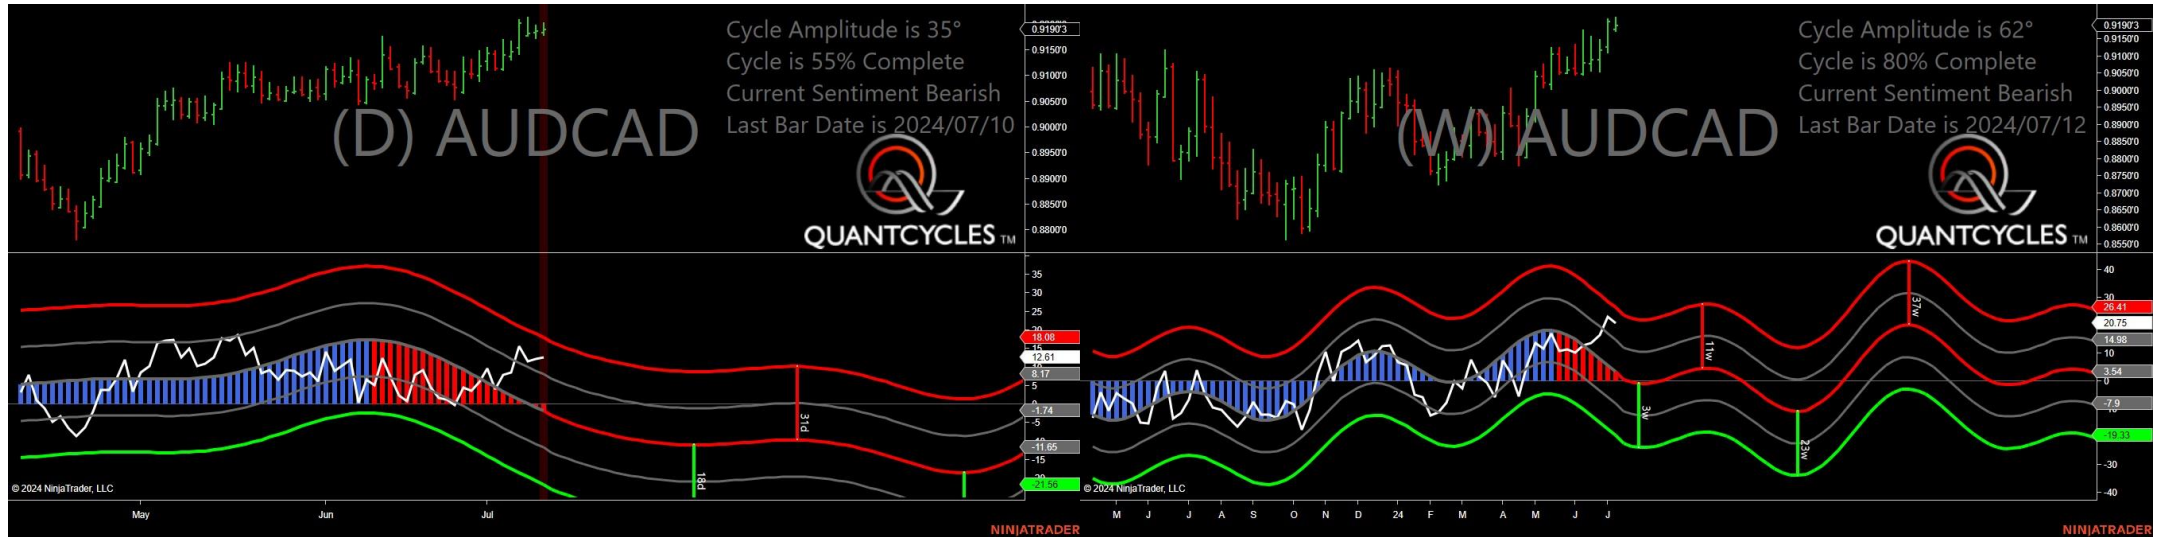 Cycle Amplitude is 35°
Cycle is 55% Complete
Current Sentiment Bearish
Last Bar Date is 2024/07/10
(D) AUDCAD
QUANTCYCLES TM
0.9190'3
0.9150'0
0.9100'0
0.9050'0
0.9000'0
0.8950'0
0.8900'0
0.8850'0
0.8800'0
35
30
25
18.08
15
12.61
8.17
5
0
-1.74
-5
-11.65
-15
-21.56
31d
18d
© 2024 NinjaTrader, LLC
May
Jun
Jul
NINJATRADER
Cycle Amplitude is 62°
Cycle is 80% Complete
Current Sentiment Bearish
Last Bar Date is 2024/07/12
(W) AUDCAD
QUANTCYCLES TM
0.9190'3
0.9150'0
0.9100'0
0.9050'0
0.9000'0
0.8950'0
0.8900'0
0.8850'0
0.8800'0
0.8750'0
0.8700'0
0.8650'0
0.8600'0
0.8550'0
40
30
26.41
20.75
14.98
10
3.54
0
-7.9
-19.33
-30
-40
37w
11w
3w
23w
© 2024 NinjaTrader, LLC
M J J A S O N D 24 F M A M J J
NINJATRADER